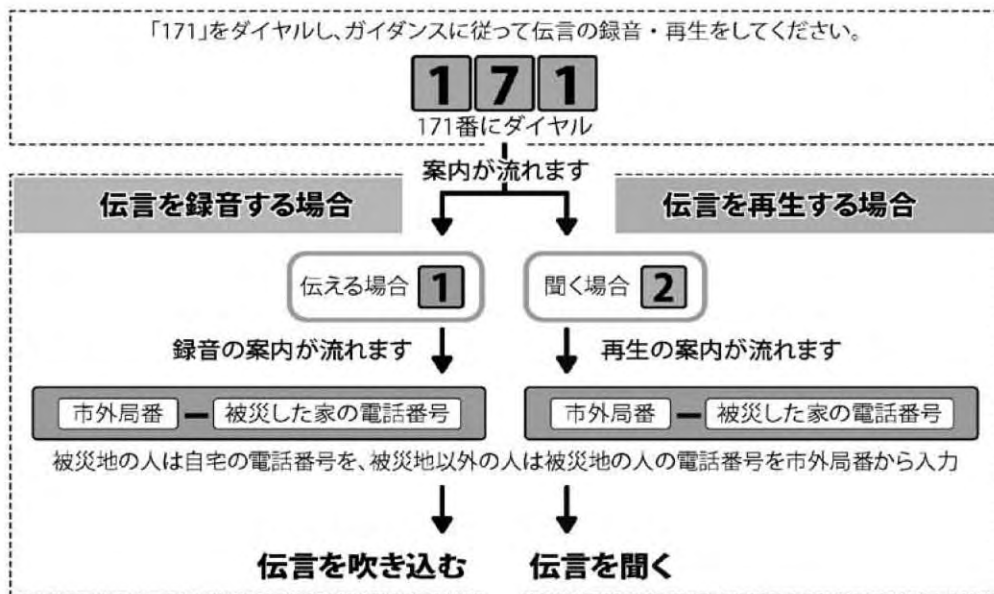 「171」をダイヤルし、ガイダンスに従って伝言の録音・再生をしてください。
1 7 1
171番にダイヤル
案内が流れます
伝言を録音する場合
伝言を再生する場合
伝える場合 1
聞く場合 2
録音の案内が流れます
再生の案内が流れます
市外局番 ー 被災した家の電話番号
市外局番 ー 被災した家の電話番号
被災地の人は自宅の電話番号を、被災地以外の人は被災地の人の電話番号を市外局番から入力
伝言を吹き込む
伝言を聞く